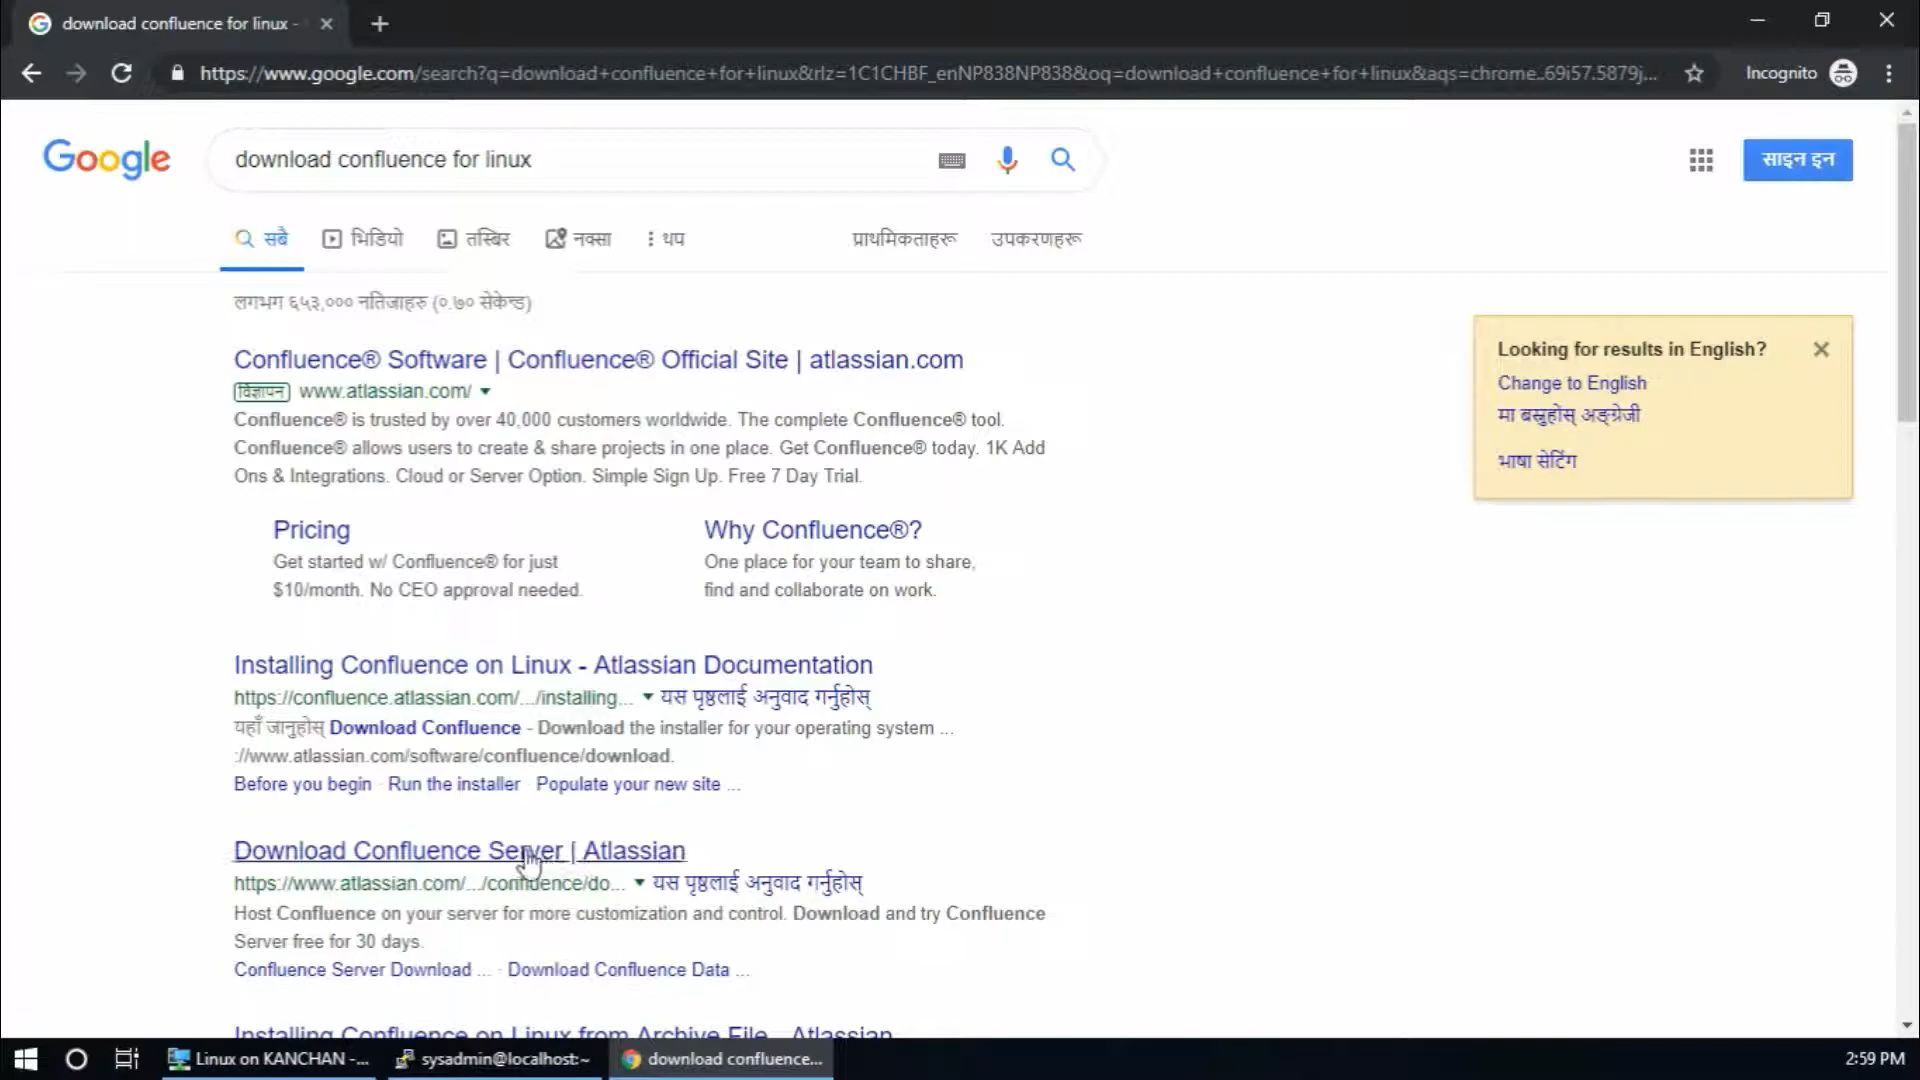 download confluence for linux -
https://www.google.com/search?q=download+confluence+for+linux&rlz=1C1CHBF_enNP838NP838&oq=download+confluence+for+linux&aqs=chrome..69i57.5879j...
Incognito
Google
download confluence for linux
साइन इन
सबै
भिडियो
तस्बिर
नक्सा
थप
प्राथमिकताहरू
उपकरणहरू
लगभग ६५३,००० नतिजाहरु (०.७० सेकेन्ड)
Confluence® Software | Confluence® Official Site | atlassian.com
विज्ञापन www.atlassian.com/
Confluence® is trusted by over 40,000 customers worldwide. The complete Confluence® tool.
Confluence® allows users to create & share projects in one place. Get Confluence® today. 1K Add
Ons & Integrations. Cloud or Server Option. Simple Sign Up. Free 7 Day Trial.
Pricing
Get started w/ Confluence® for just
$10/month. No CEO approval needed.
Why Confluence®?
One place for your team to share,
find and collaborate on work.
Installing Confluence on Linux - Atlassian Documentation
https://confluence.atlassian.com/.../installing... यस पृष्ठलाई अनुवाद गर्नुहोस्
यहाँ जानुहोस् Download Confluence - Download the installer for your operating system ...
://www.atlassian.com/software/confluence/download.
Before you begin · Run the installer · Populate your new site ...
Download Confluence Server | Atlassian
https://www.atlassian.com/.../confluence/do... यस पृष्ठलाई अनुवाद गर्नुहोस्
Host Confluence on your server for more customization and control. Download and try Confluence
Server free for 30 days.
Confluence Server Download ... · Download Confluence Data ...
Installing Confluence on Linux from Archive File - Atlassian
Looking for results in English?
Change to English
मा बस्नुहोस् अङ्ग्रेजी
भाषा सेटिंग
Linux on KANCHAN -...
sysadmin@localhost:~
download confluence...
2:59 PM